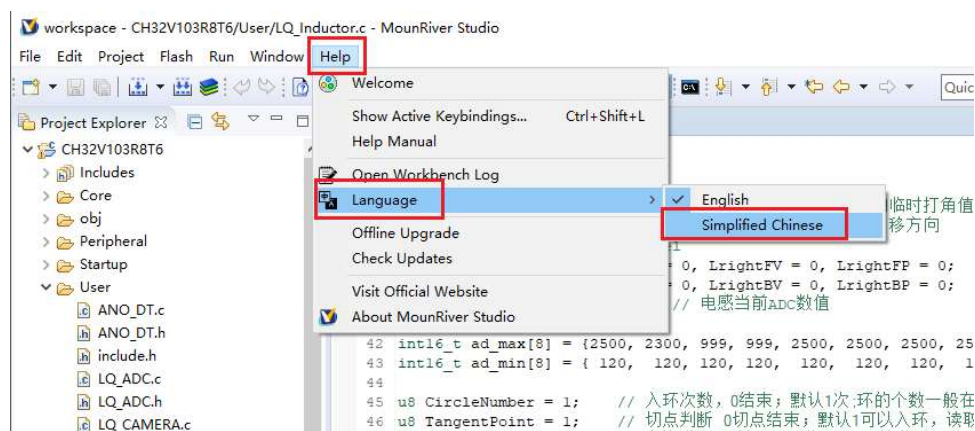 workspace - CH32V103R8T6/User/LQ_Inductor.c - MounRiver Studio
File Edit Project Flash Run Window Help
Quic
Welcome
Project Explorer
Show Active Keybindings... Ctrl+Shift+L
CH32V103R8T6
Help Manual
Includes
Open Workbench Log
Core
Language
English
临时打角值
obj
Simplified Chinese
移方向
Peripheral
Offline Upgrade
Startup
Check Updates
= 0, LrightFV = 0, LrightFP = 0;
User
Visit Official Website
= 0, LrightBV = 0, LrightBP = 0;
ANO_DT.c
About MounRiver Studio
// 电感当前ADC数值
ANO_DT.h
include.h
42 int16_t ad_max[8] = {2500, 2300, 999, 999, 2500, 2500, 2500, 25
LQ_ADC.c
43 int16_t ad_min[8] = { 120, 120, 120, 120, 120, 120, 120, 1
44
LQ_ADC.h
45 u8 CircleNumber = 1; // 入环次数，0结束；默认1次;环的个数一般在
LQ_CAMERA.c
46 u8 TangentPoint = 1; // 切点判断 0切点结束；默认1可以入环，读取